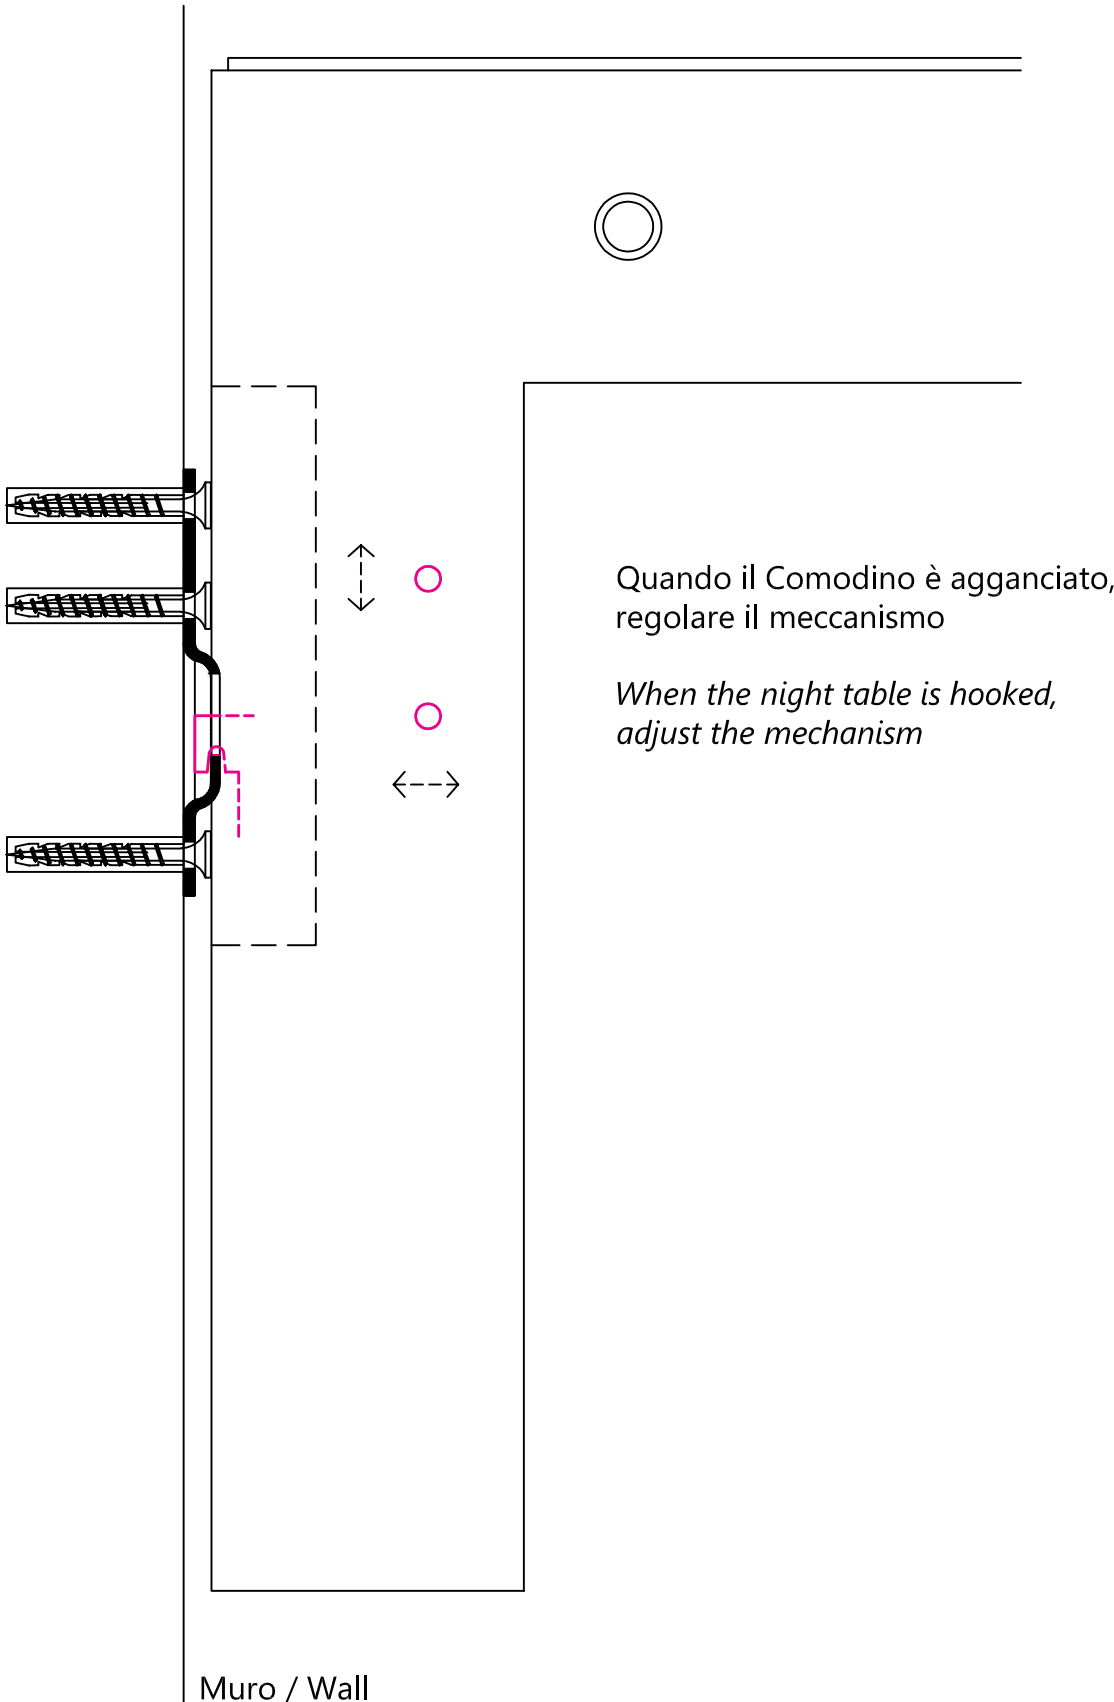 Quando il Comodino è agganciato,
regolare il meccanismo
When the night table is hooked,
adjust the mechanism
Muro / Wall